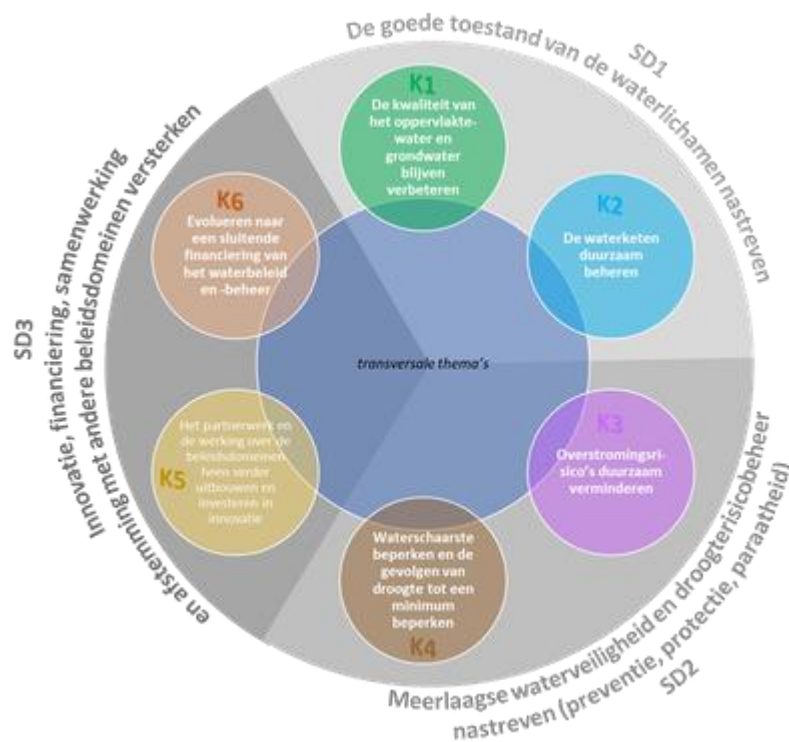 De goede toestand van de waterlichamen nastreven
SD1
K1
De kwaliteit van
het oppervlakte-
water en
grondwater
blijven
verbeteren
K2
De waterketen
duurzaam
beheren
K3
Overstromingsri-
sico's duurzaam
verminderen
Meerlaagse waterveiligheid en droogterisicobeheer
nastreven (preventie, protectie, paraatheid)
SD2
Waterschaarste
beperken en de
gevolgen van
droogte tot een
minimum
beperken
K4
K5
Het partnerwerk en
de werking over de
beleidsdomeinen
heen verder
uitbouwen en
investeren in
innovatie
K6
Evolueren naar
een sluitende
financiering van
het waterbeleid
en -beheer
SD3
Innovatie, financiering, samenwerking
en afstemming met andere beleidsdomeinen versterken
transversale thema's